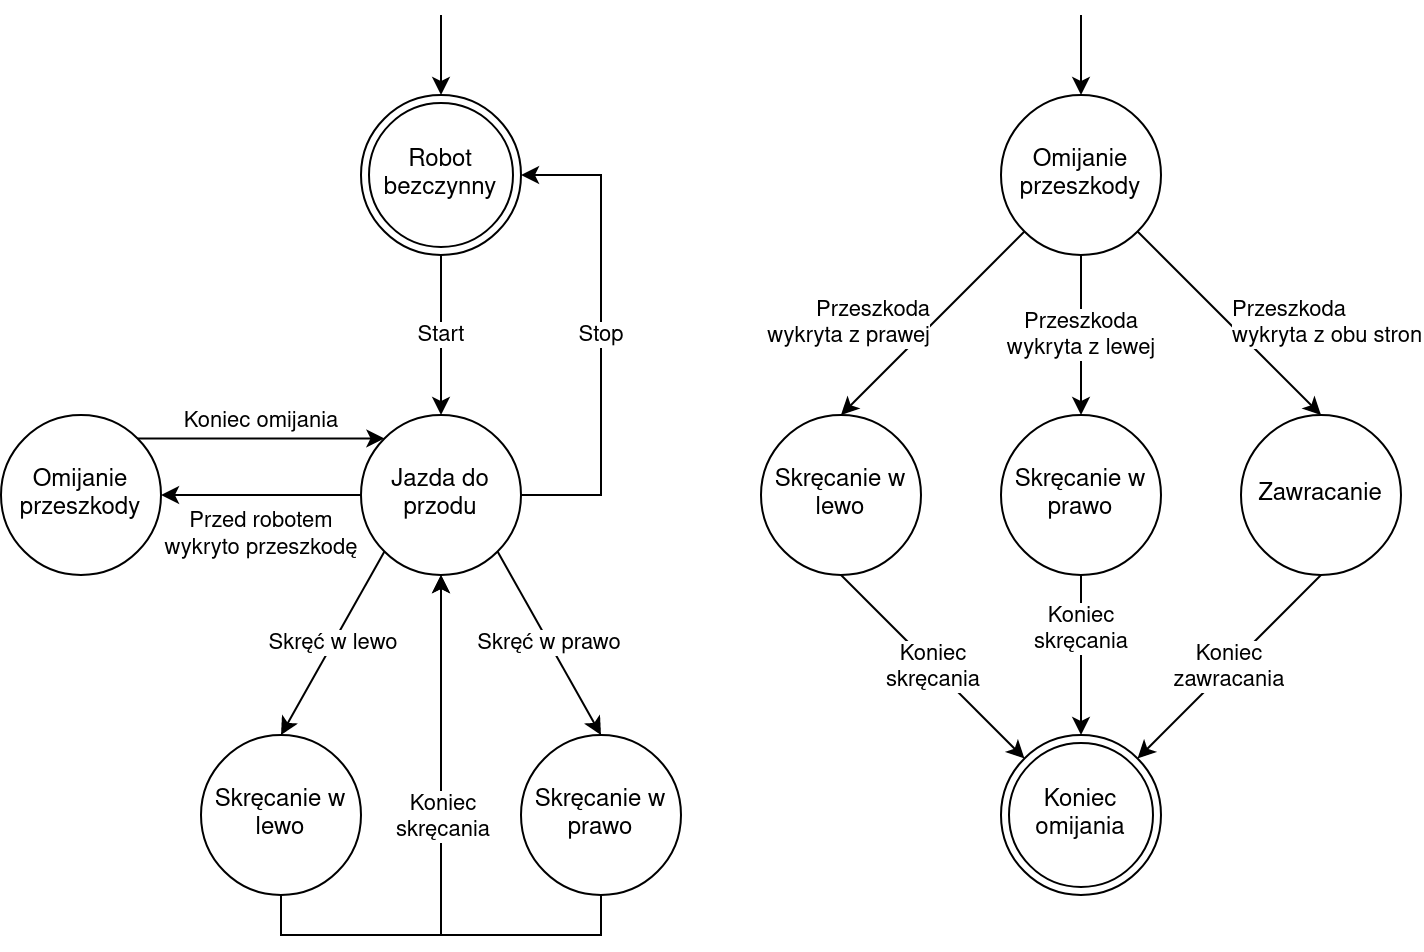 Robot
bezczynny
Start
Stop
Koniec omijania
Omijanie
przeszkody
Jazda do
przodu
Przed robotem
wykryto przeszkodę
Skręć w lewo
Skręć w prawo
Skręcanie w
lewo
Koniec
skręcania
Skręcanie w
prawo
Omijanie
przeszkody
Przeszkoda
wykryta z prawej
Przeszkoda
wykryta z lewej
Przeszkoda
wykryta z obu stron
Skręcanie w
lewo
Skręcanie w
prawo
Zawracanie
Koniec
skręcania
Koniec
skręcania
Koniec
zawracania
Koniec
omijania